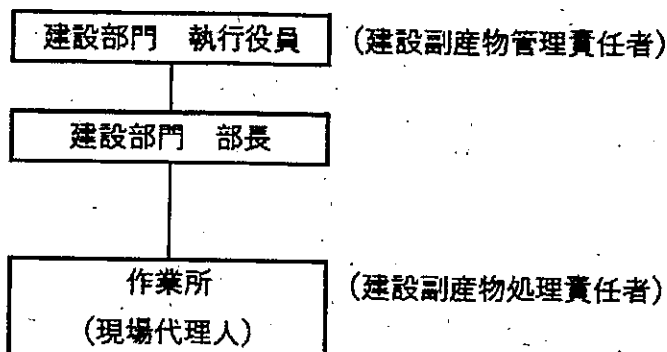 建設部門　執行役員　(建設副産物管理責任者)
建設部門　部長
作業所　(建設副産物処理責任者)
(現場代理人)